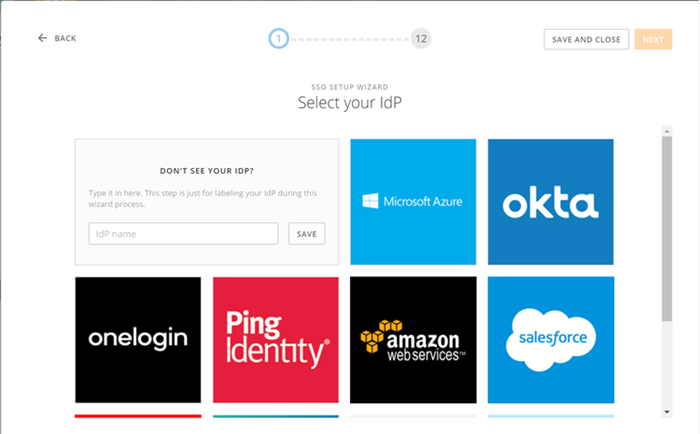 BACK
1
12
SAVE AND CLOSE
NEXT
SSO SETUP WIZARD
Select your IdP
DON'T SEE YOUR IDP?
Type it in here. This step is just for labeling your IdP during this
wizard process.
IdP name
SAVE
Microsoft Azure
okta
onelogin
Ping
Identity®
amazon
webservices™
salesforce